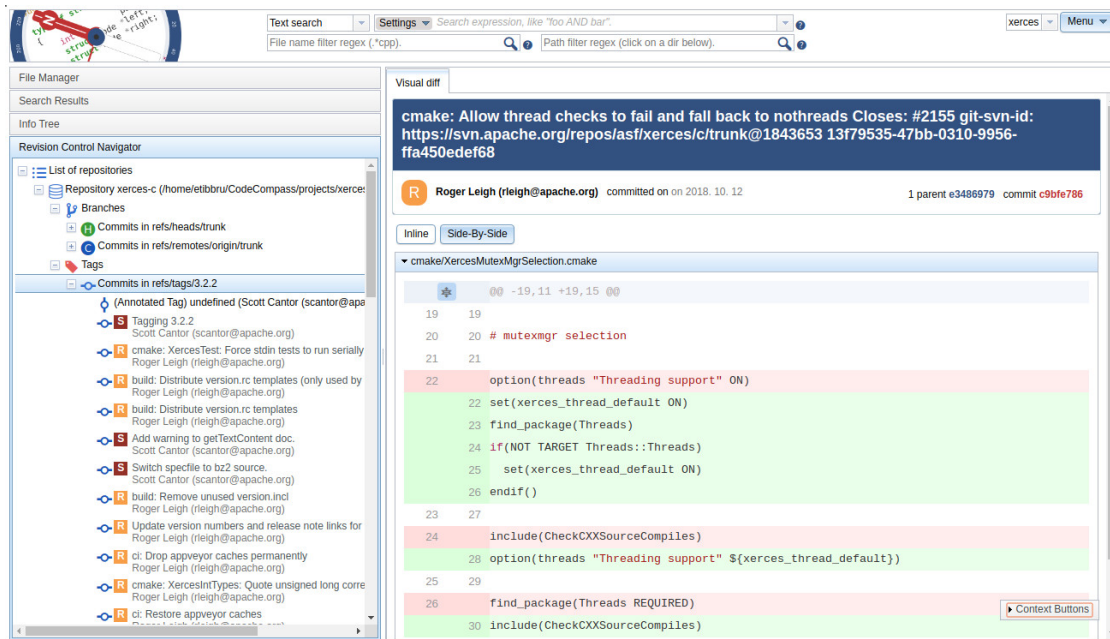 int
node *left;
node *right;
Text search
Settings
Search expression, like "foo AND bar".
xerces
Menu
File name filter regex (.*cpp).
Path filter regex (click on a dir below).
File Manager
Search Results
Info Tree
Revision Control Navigator
List of repositories
Repository xerces-c (/home/etibbru/CodeCompass/projects/xerces
Branches
H Commits in refs/heads/trunk
C Commits in refs/remotes/origin/trunk
Tags
Commits in refs/tags/3.2.2
(Annotated Tag) undefined (Scott Cantor (scantor@apa
S Tagging 3.2.2
Scott Cantor (scantor@apache.org)
R cmake: XercesTest: Force stdin tests to run serially
Roger Leigh (rleigh@apache.org)
R build: Distribute version.rc templates (only used by
Roger Leigh (rleigh@apache.org)
R build: Distribute version.rc templates
Roger Leigh (rleigh@apache.org)
S Add warning to getTextContent doc.
Scott Cantor (scantor@apache.org)
S Switch specfile to bz2 source.
Scott Cantor (scantor@apache.org)
R build: Remove unused version.incl
Roger Leigh (rleigh@apache.org)
R Update version numbers and release note links for
Roger Leigh (rleigh@apache.org)
R ci: Drop appveyor caches permanently
Roger Leigh (rleigh@apache.org)
R cmake: XercesIntTypes: Quote unsigned long corre
Roger Leigh (rleigh@apache.org)
R ci: Restore appveyor caches
Visual diff
cmake: Allow thread checks to fail and fall back to nothreads Closes: #2155 git-svn-id:
https://svn.apache.org/repos/asf/xerces/c/trunk@1843653 13f79535-47bb-0310-9956-
ffa450edef68
R Roger Leigh (rleigh@apache.org) committed on on 2018. 10. 12
1 parent e3486979 commit c9bfe786
Inline
Side-By-Side
cmake/XercesMutexMgrSelection.cmake
@@ -19,11 +19,15 @@
19 19
20 20 # mutexmgr selection
21 21
22 option(threads "Threading support" ON)
22 set(xerces_thread_default ON)
23 find_package(Threads)
24 if(NOT TARGET Threads::Threads)
25 set(xerces_thread_default ON)
26 endif()
23 27
24 include(CheckCXXSourceCompiles)
28 option(threads "Threading support" ${xerces_thread_default})
25 29
26 find_package(Threads REQUIRED)
30 include(CheckCXXSourceCompiles)
Context Buttons